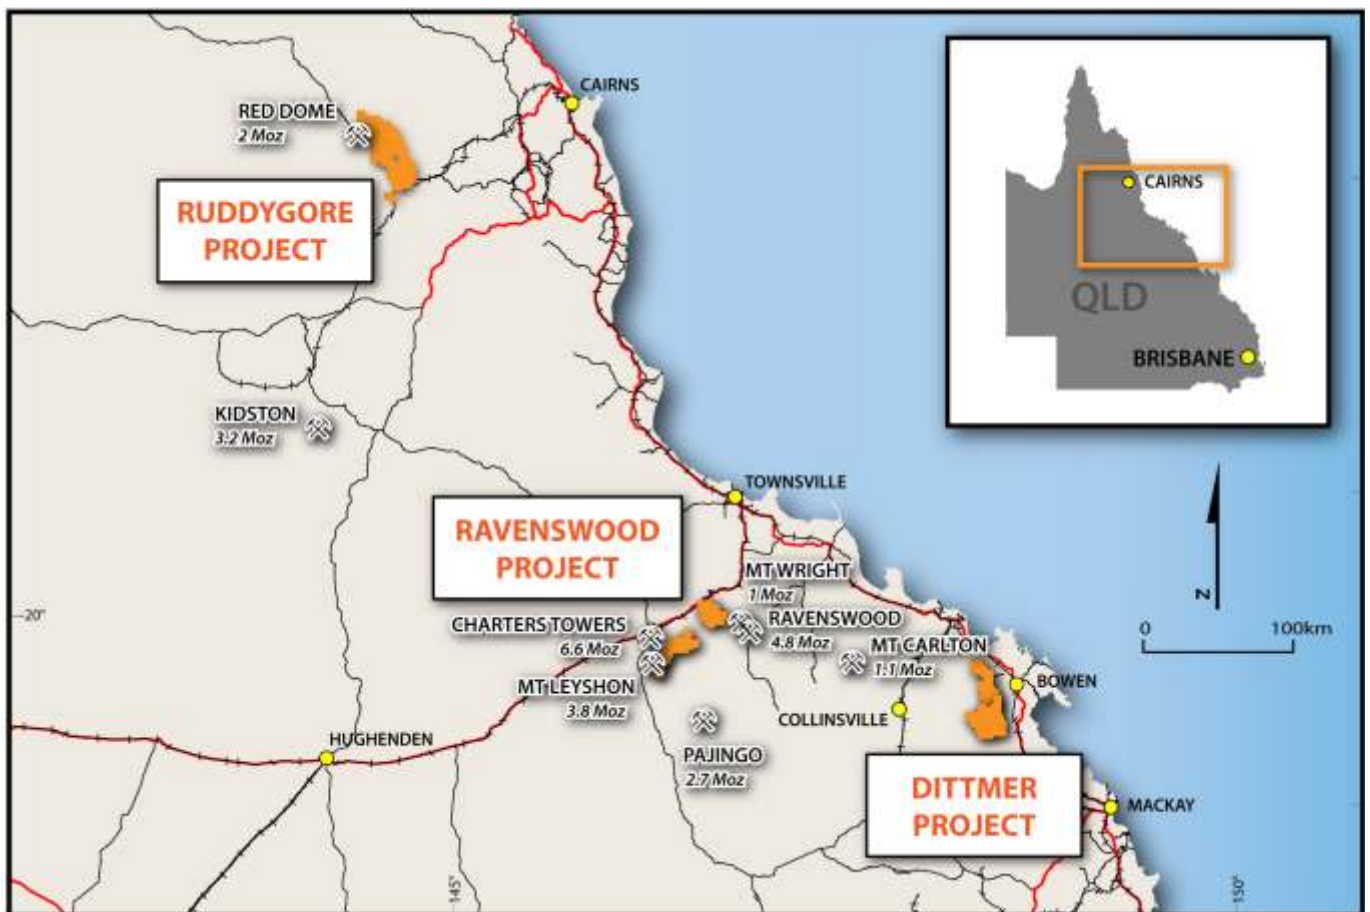 CAIRNS
RED DOME
2 Moz
RUDDYGORE
PROJECT
CAIRNS
QLD
BRISBANE
KIDSTON
3.2 Moz
TOWNSVILLE
RAVENSWOOD
PROJECT
MT WRIGHT
1 Moz
N
20°
CHARTERS TOWERS
6.6 Moz
RAVENSWOOD
4.8 Moz
MT CARLTON
1.1 Moz
0 100km
MT LEYSHON
3.8 Moz
BOWEN
COLLINSVILLE
HUGHENDEN
PAJINGO
2.7 Moz
DITTMER
PROJECT
MACKAY
145°
150°